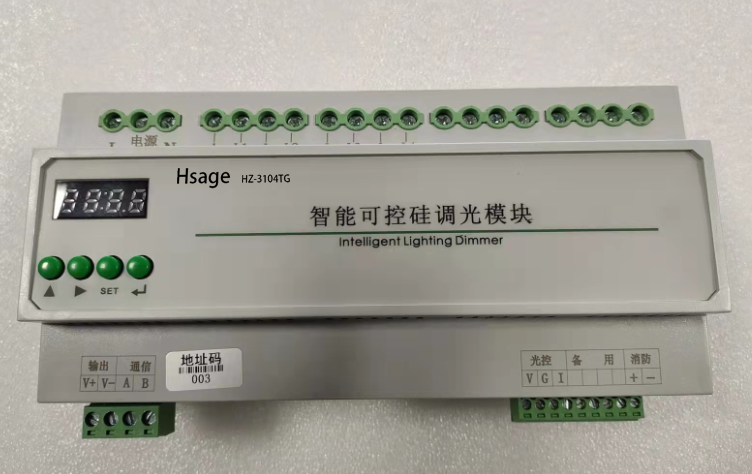 电源
Hsage HZ-3104TG
智能可控硅调光模块
Intelligent Lighting Dimmer
SET
输出 通信
V+ V- A B
地址码
003
光控 备 用 消防
V G I + -